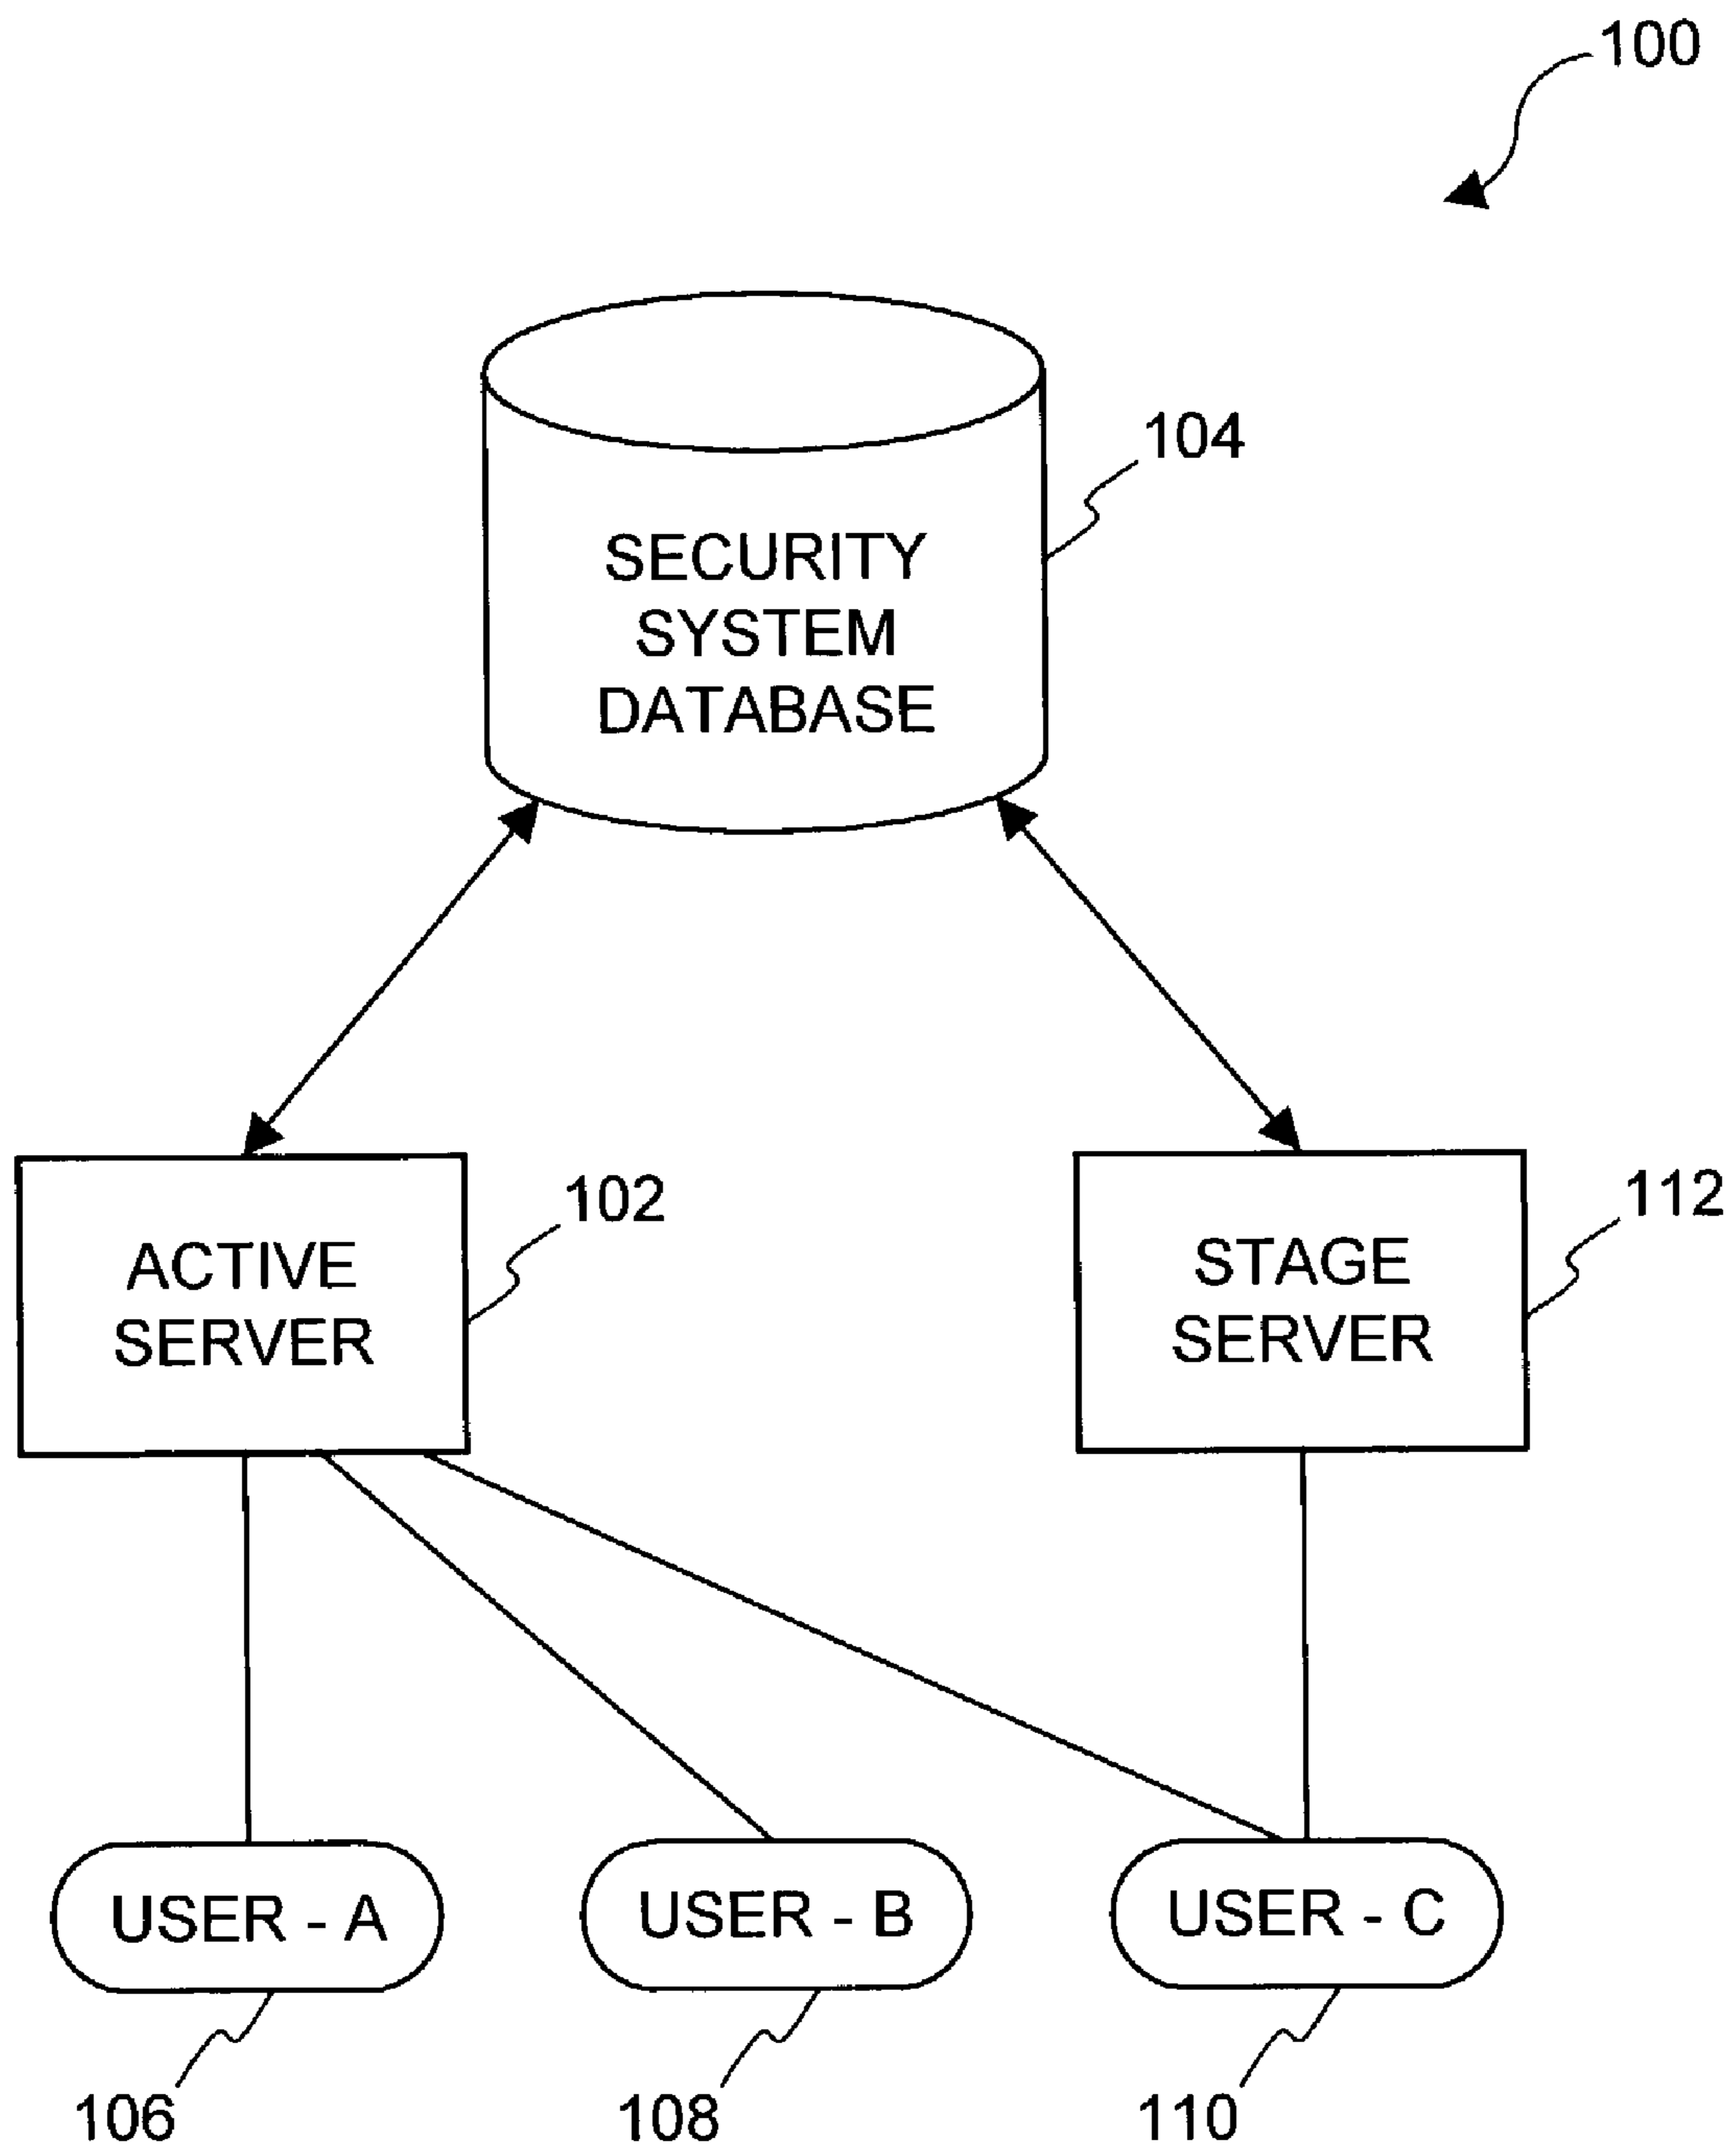 100
104
SECURITY
SYSTEM
DATABASE
102
112
ACTIVE
SERVER
STAGE
SERVER
USER - A
USER - B
USER - C
106
108
110